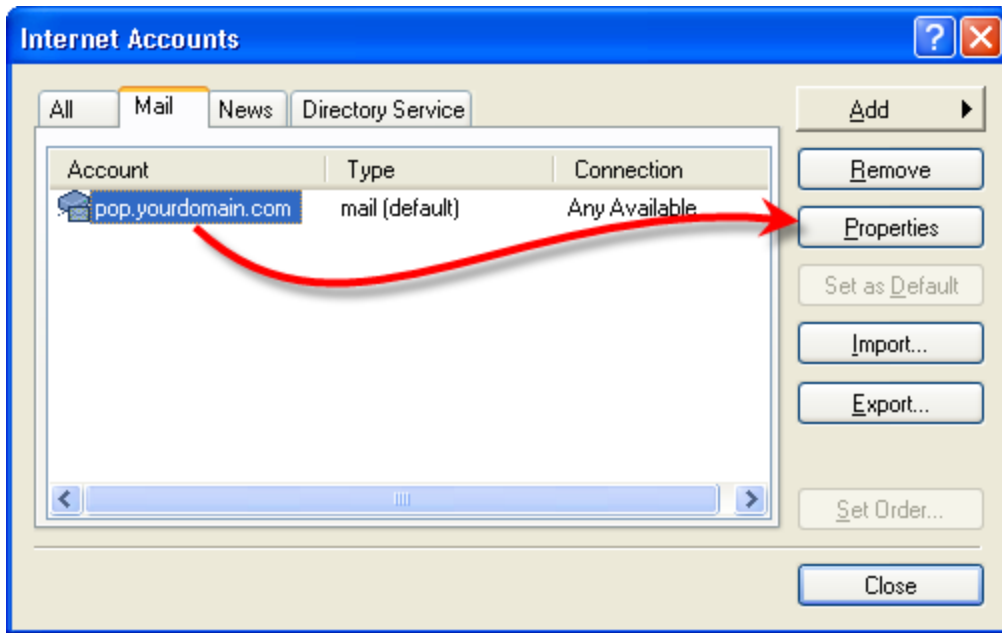 Internet Accounts
All Mail News Directory Service
Add
Account Type Connection
Remove
pop.yourdomain.com mail (default) Any Available
Properties
Set as Default
Import...
Export...
Set Order...
Close